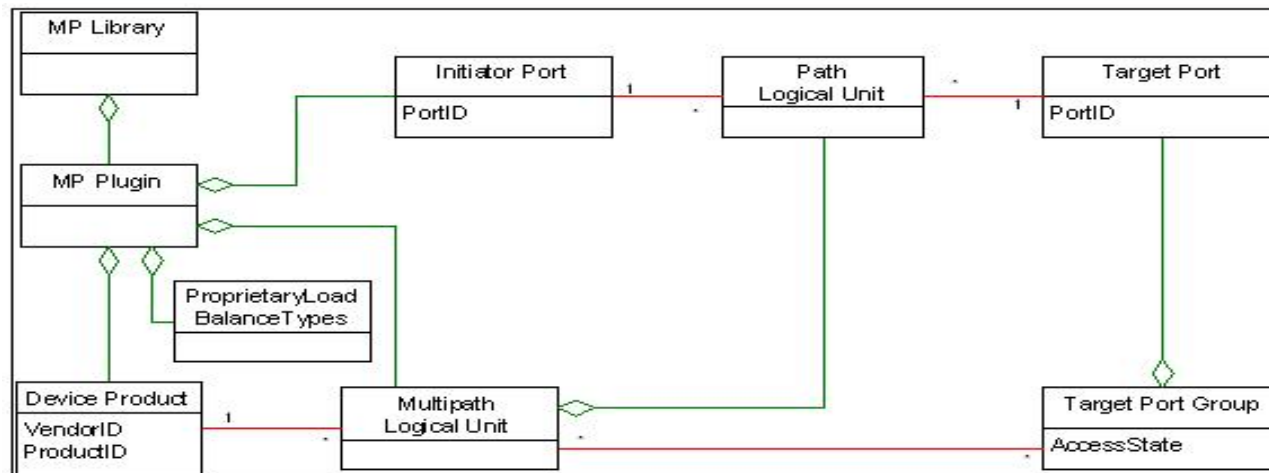 MP Library
Initiator Port
PortID
1
*
Path
Logical Unit
*
1
Target Port
PortID
MP Plugin
ProprietaryLoad
BalanceTypes
Device Product
VendorID
ProductID
1
*
Multipath
Logical Unit
*
*
Target Port Group
AccessState